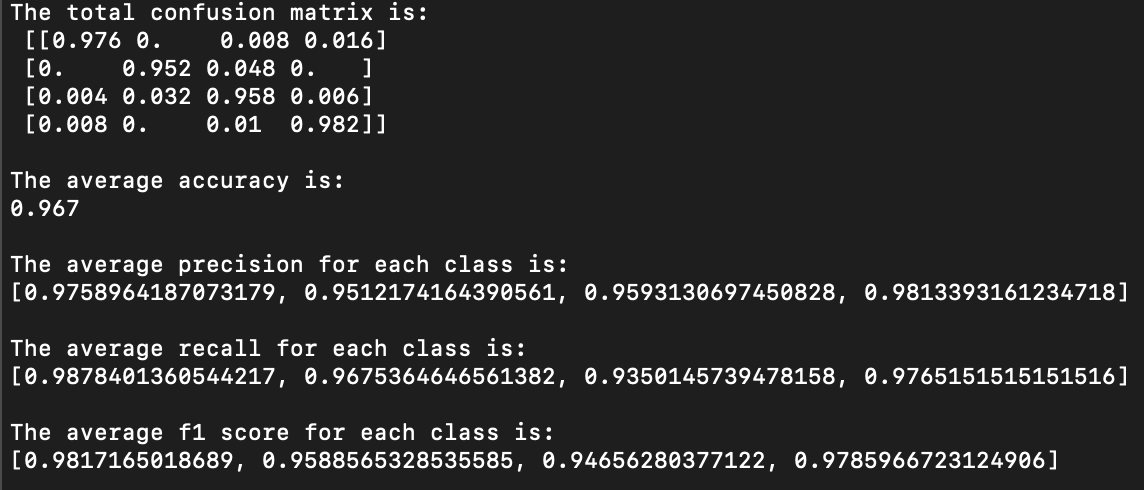 The total confusion matrix is:
[[0.976 0.    0.008 0.016]
[0.    0.952 0.048 0.   ]
[0.004 0.032 0.958 0.006]
[0.008 0.    0.01  0.982]]
The average accuracy is:
0.967
The average precision for each class is:
[0.9758964187073179, 0.9512174164390561, 0.9593130697450828, 0.9813393161234718]
The average recall for each class is:
[0.9878401360544217, 0.9675364646561382, 0.9350145739478158, 0.9765151515151516]
The average f1 score for each class is:
[0.9817165018689, 0.9588565328535585, 0.94656280377122, 0.9785966723124906]